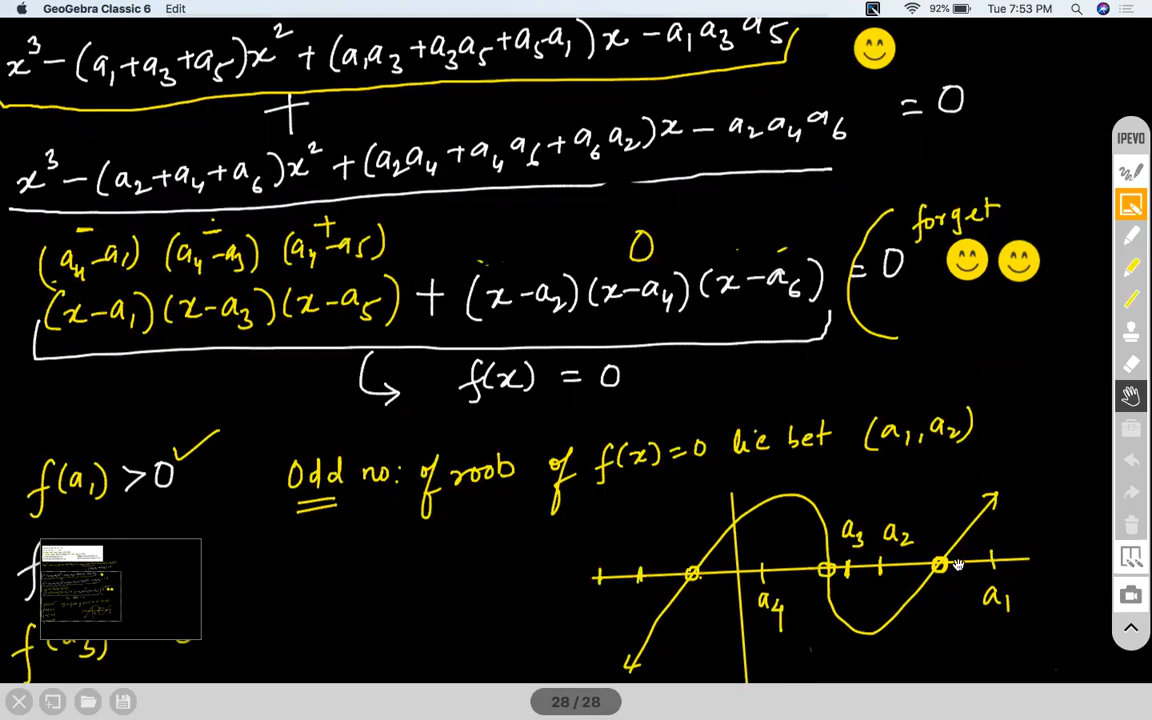 GeoGebra Classic 6 Edit 92% Tue 7:53 PM
x³ - (a₁+a₃+a₅)x² + (a₁a₃+a₃a₅+a₅a₁)x - a₁a₃a₅
+
= 0
x³ - (a₂+a₄+a₆)x² + (a₂a₄+a₄a₆+a₆a₂)x - a₂a₄a₆
IPEVO
forget
- - +
(a₄-a₁) (a₄-a₃) (a₄-a₅) 0
(x-a₁)(x-a₃)(x-a₅) + (x-a₂)(x-a₄)(x-a₆) = 0
f(x) = 0
f(a₁) > 0 ✓
Odd no: of roob of f(x)=0 lie bet (a₁,a₂)
a₃ a₂
a₄ a₁
f(a₃)
28 / 28